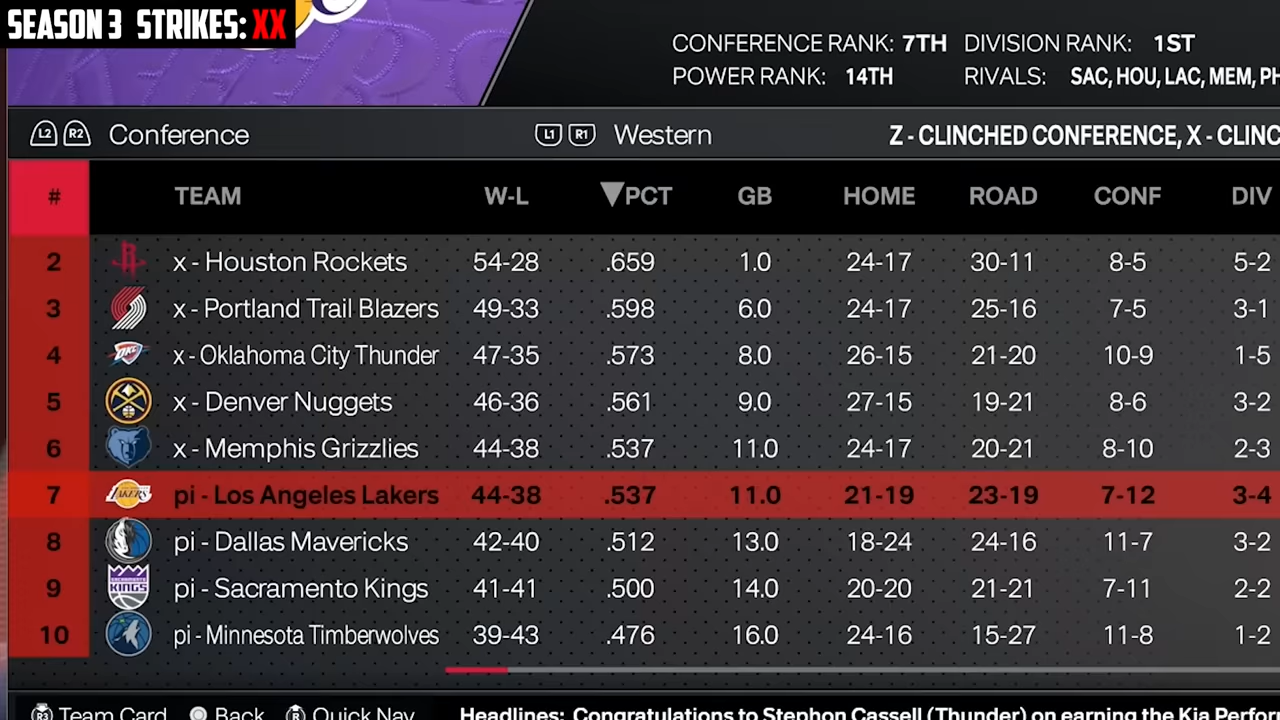 SEASON 3 STRIKES: XX
CONFERENCE RANK: 7TH DIVISION RANK: 1ST
POWER RANK: 14TH RIVALS: SAC, HOU, LAC, MEM, PH
L2 R2 Conference L1 R1 Western Z - CLINCHED CONFERENCE, X - CLINC
# TEAM W-L ▼PCT GB HOME ROAD CONF DIV
2 x - Houston Rockets 54-28 .659 1.0 24-17 30-11 8-5 5-2
3 x - Portland Trail Blazers 49-33 .598 6.0 24-17 25-16 7-5 3-1
4 x - Oklahoma City Thunder 47-35 .573 8.0 26-15 21-20 10-9 1-5
5 x - Denver Nuggets 46-36 .561 9.0 27-15 19-21 8-6 3-2
6 x - Memphis Grizzlies 44-38 .537 11.0 24-17 20-21 8-10 2-3
7 pi - Los Angeles Lakers 44-38 .537 11.0 21-19 23-19 7-12 3-4
8 pi - Dallas Mavericks 42-40 .512 13.0 18-24 24-16 11-7 3-2
9 pi - Sacramento Kings 41-41 .500 14.0 20-20 21-21 7-11 2-2
10 pi - Minnesota Timberwolves 39-43 .476 16.0 24-16 15-27 11-8 1-2
R3 Team Card Back R Quick Nav Headlines: Congratulations to Stephon Cassell (Thunder) on earning the Kia Perfor